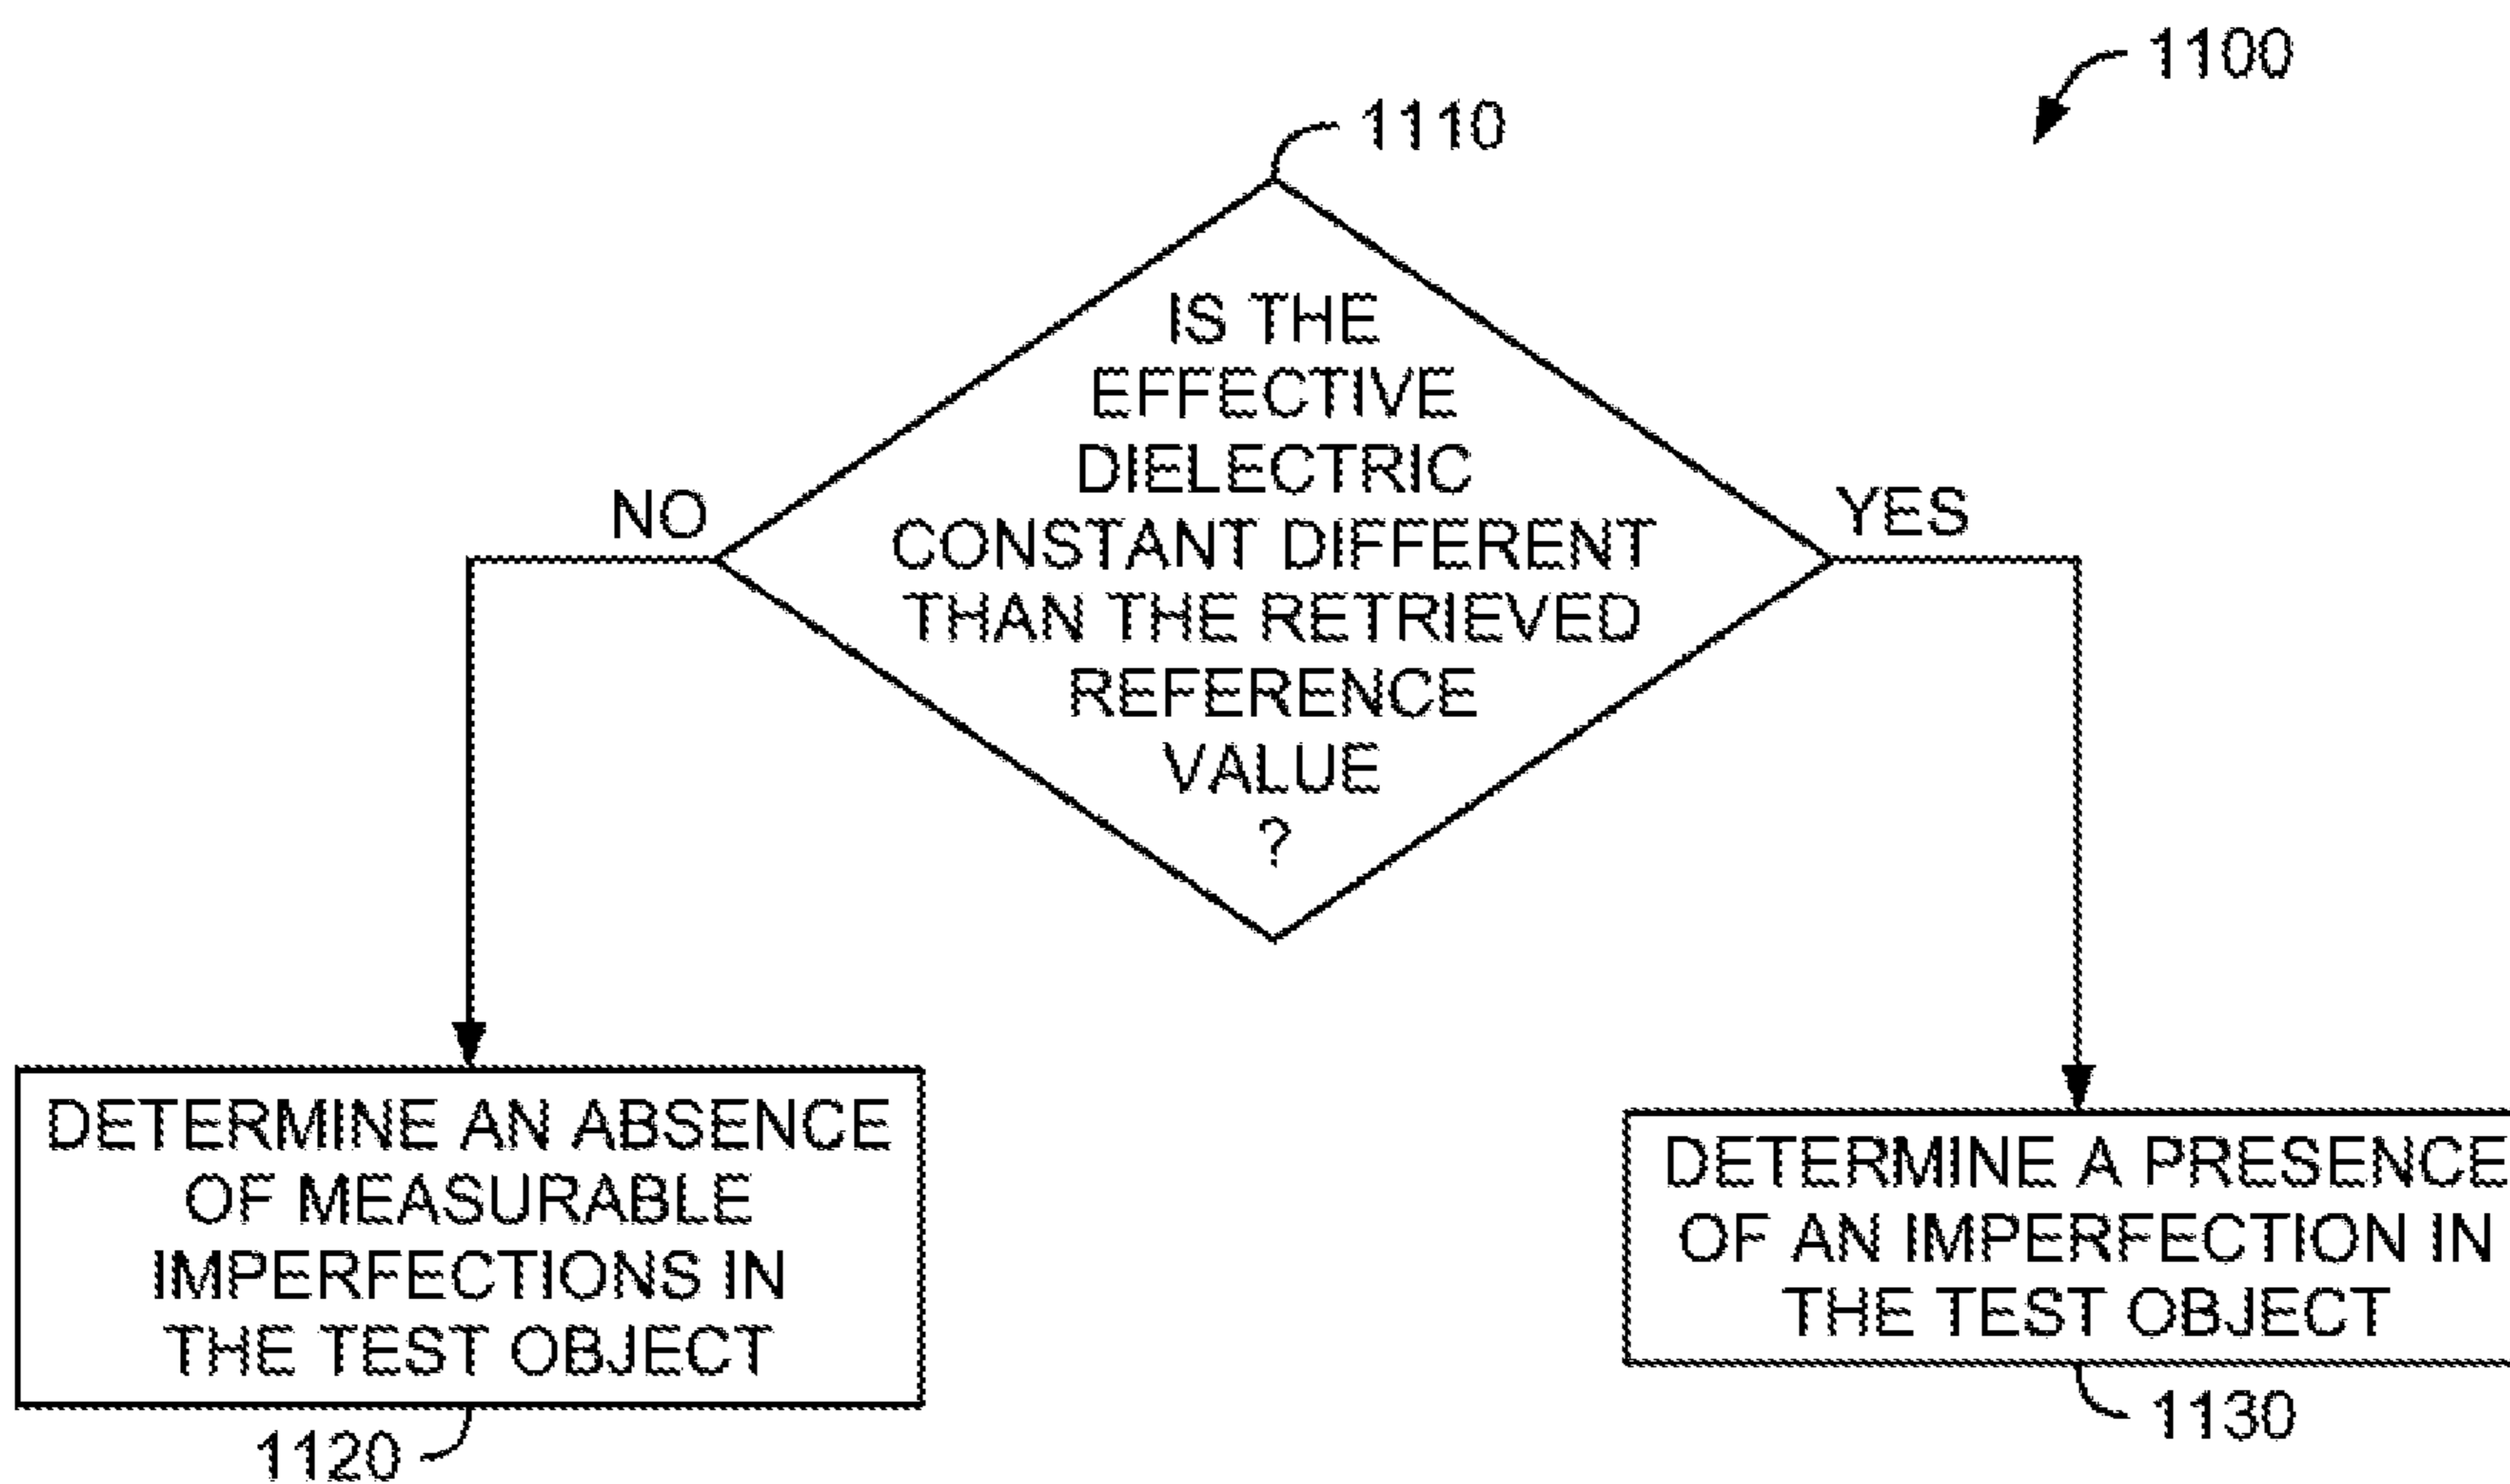 1100
1110
IS THE
EFFECTIVE
DIELECTRIC
CONSTANT DIFFERENT
THAN THE RETRIEVED
REFERENCE
VALUE
?
NO
YES
DETERMINE AN ABSENCE
OF MEASURABLE
IMPERFECTIONS IN
THE TEST OBJECT
1120
DETERMINE A PRESENCE
OF AN IMPERFECTION IN
THE TEST OBJECT
1130